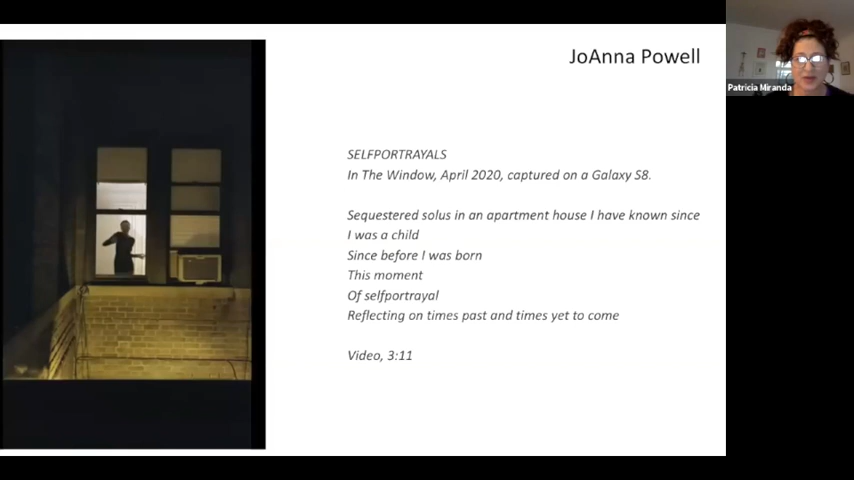 JoAnna Powell
Patricia Miranda
SELFPORTRAYALS
In The Window, April 2020, captured on a Galaxy S8.
Sequestered solus in an apartment house I have known since
I was a child
Since before I was born
This moment
Of selfportrayal
Reflecting on times past and times yet to come
Video, 3:11